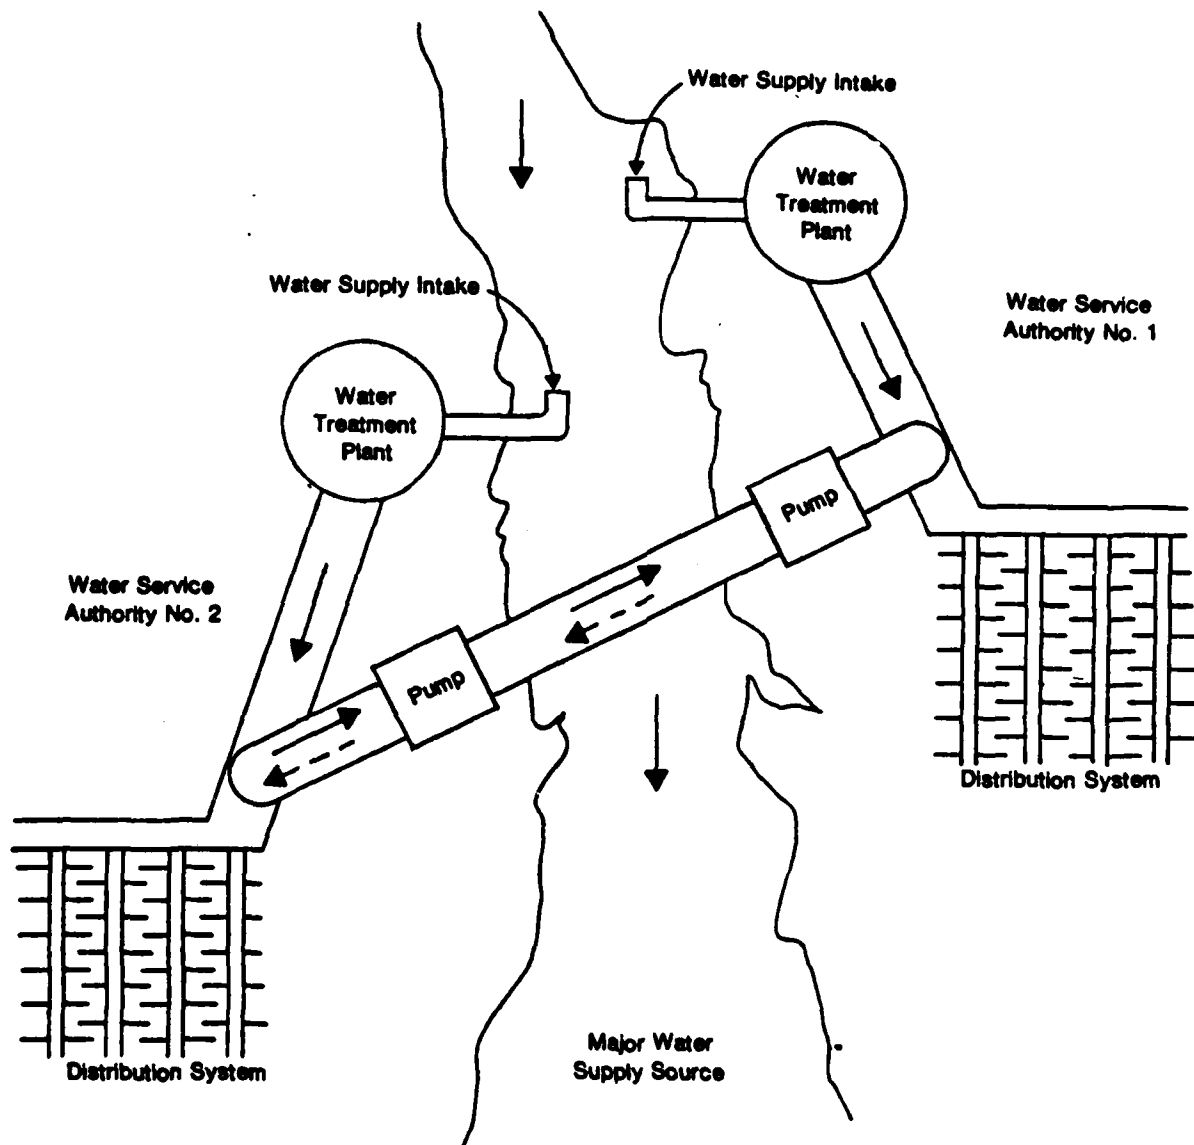 Water Supply Intake
Water
Treatment
Plant
Water Supply Intake
Water Service
Authority No. 1
Water
Treatment
Plant
Pump
Water Service
Authority No. 2
Pump
Distribution System
Major Water
Supply Source
Distribution System